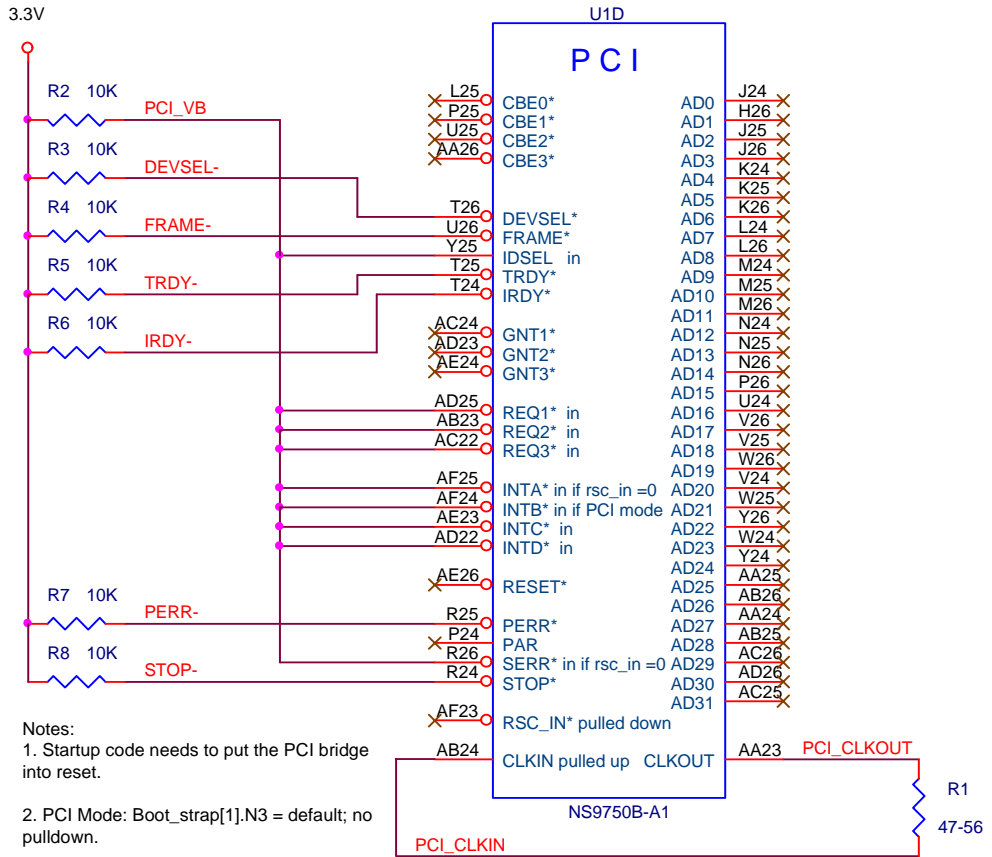 3.3V
U1D
P C I
R2 10K
PCI_VB
R3 10K
DEVSEL-
R4 10K
FRAME-
R5 10K
TRDY-
R6 10K
IRDY-
R7 10K
PERR-
R8 10K
STOP-
L25 CBE0*
P25 CBE1*
U25 CBE2*
AA26 CBE3*
T26 DEVSEL*
U26 FRAME*
Y25 IDSEL in
T25 TRDY*
T24 IRDY*
AC24 GNT1*
AD23 GNT2*
AE24 GNT3*
AD25 REQ1* in
AB23 REQ2* in
AC22 REQ3* in
AF25 INTA* in if rsc_in =0
AF24 INTB* in if PCI mode
AE23 INTC* in
AD22 INTD* in
AE26 RESET*
R25 PERR*
P24 PAR
R26 SERR* in if rsc_in =0
R24 STOP*
AF23 RSC_IN* pulled down
AB24 CLKIN pulled up
AD0 J24
AD1 H26
AD2 J25
AD3 J26
AD4 K24
AD5 K25
AD6 K26
AD7 L24
AD8 L26
AD9 M24
AD10 M25
AD11 M26
AD12 N24
AD13 N25
AD14 N26
AD15 P26
AD16 U24
AD17 V26
AD18 V25
AD19 W26
AD20 V24
AD21 W25
AD22 Y26
AD23 W24
AD24 Y24
AD25 AA25
AD26 AB26
AD27 AA24
AD28 AB25
AD29 AC26
AD30 AD26
AD31 AC25
CLKOUT AA23 PCI_CLKOUT
R1
47-56
NS9750B-A1
PCI_CLKIN
Notes:
1. Startup code needs to put the PCI bridge
into reset.
2. PCI Mode: Boot_strap[1].N3 = default; no
pulldown.